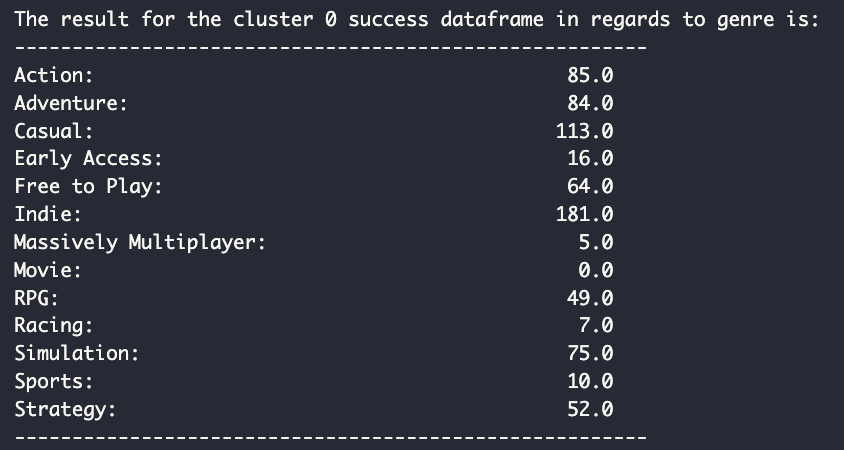 The result for the cluster 0 success dataframe in regards to genre is:
-------------------------------------------------------
Action: 85.0
Adventure: 84.0
Casual: 113.0
Early Access: 16.0
Free to Play: 64.0
Indie: 181.0
Massively Multiplayer: 5.0
Movie: 0.0
RPG: 49.0
Racing: 7.0
Simulation: 75.0
Sports: 10.0
Strategy: 52.0
-------------------------------------------------------